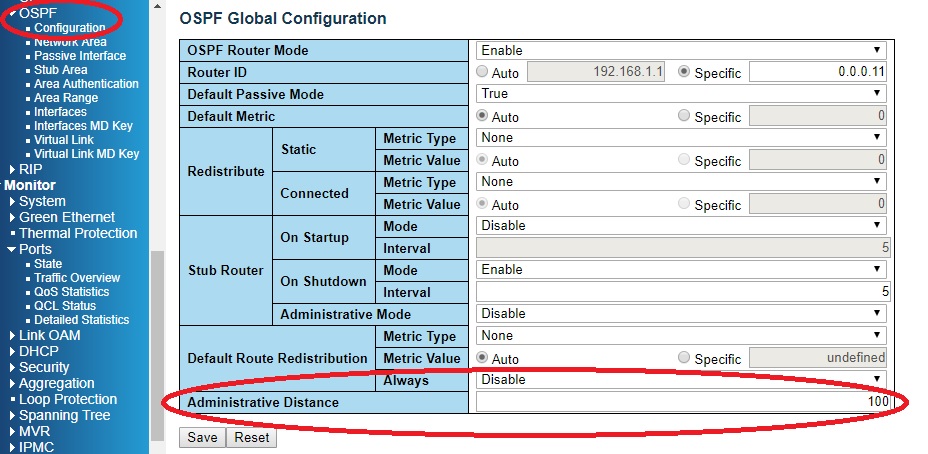 OSPF
Configuration
Network Area
Passive Interface
Stub Area
Area Authentication
Area Range
Interfaces
Interfaces MD Key
Virtual Link
Virtual Link MD Key
RIP
Monitor
System
Green Ethernet
Thermal Protection
Ports
State
Traffic Overview
QoS Statistics
QCL Status
Detailed Statistics
Link OAM
DHCP
Security
Aggregation
Loop Protection
Spanning Tree
MVR
IPMC
OSPF Global Configuration
OSPF Router Mode Enable
Router ID Auto 192.168.1.1 Specific 0.0.0.11
Default Passive Mode True
Default Metric Auto Specific 0
Redistribute Static Metric Type None
Metric Value Auto Specific 0
Connected Metric Type None
Metric Value Auto Specific 0
Stub Router On Startup Mode Disable
Interval 5
On Shutdown Mode Enable
Interval 5
Administrative Mode Disable
Default Route Redistribution Metric Type None
Metric Value Auto Specific undefined
Always Disable
Administrative Distance 100
Save Reset